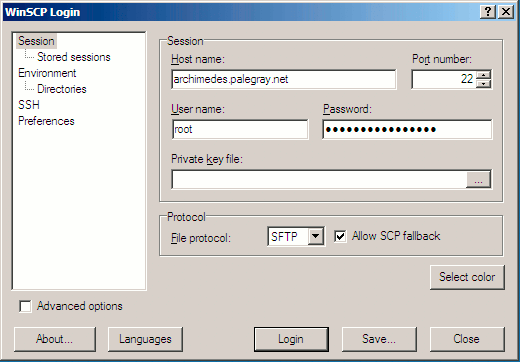 WinSCP Login
Session
Stored sessions
Environment
Directories
SSH
Preferences
Session
Host name:
Port number:
archimedes.palegray.net
22
User name:
Password:
root
●●●●●●●●●●●●●●●●
Private key file:
...
Protocol
File protocol:
SFTP
Allow SCP fallback
Select color
Advanced options
About...
Languages
Login
Save...
Close